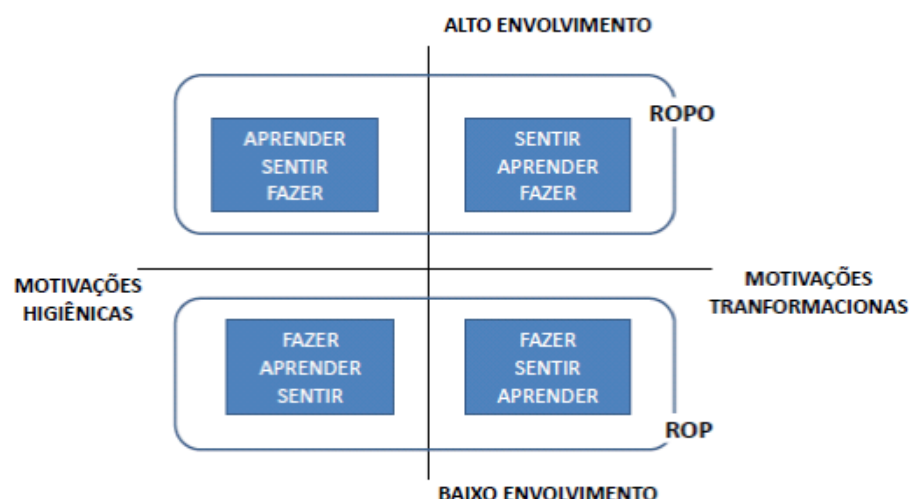 ALTO ENVOLVIMENTO
ROPO
APRENDER
SENTIR
FAZER
SENTIR
APRENDER
FAZER
MOTIVAÇÕES
HIGIÊNICAS
MOTIVAÇÕES
TRANFORMACIONAS
FAZER
APRENDER
SENTIR
FAZER
SENTIR
APRENDER
ROP
BAIXO ENVOLVIMENTO